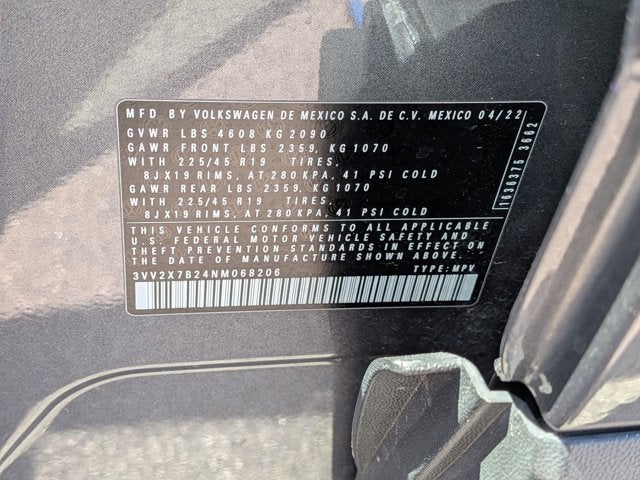 MFD BY VOLKSWAGEN DE MEXICO S.A. DE C.V. MEXICO 04/22
GVWR LBS 4608 KG 2090
GAWR FRONT LBS 2359, KG 1070
WITH 225/45 R19 TIRES,
8JX19 RIMS, AT 280 KPA, 41 PSI COLD
GAWR REAR LBS 2359, KG 1070
WITH 225/45 R19 TIRES,
8JX19 RIMS, AT 280 KPA, 41 PSI COLD
THIS VEHICLE CONFORMS TO ALL APPLICABLE
U.S. FEDERAL MOTOR VEHICLE SAFETY AND
THEFT PREVENTION STANDARDS IN EFFECT ON
THE DATE OF MANUFACTURE SHOWN ABOVE.
3VV2X7B24NM068206 TYPE: MPV
1636375 3662